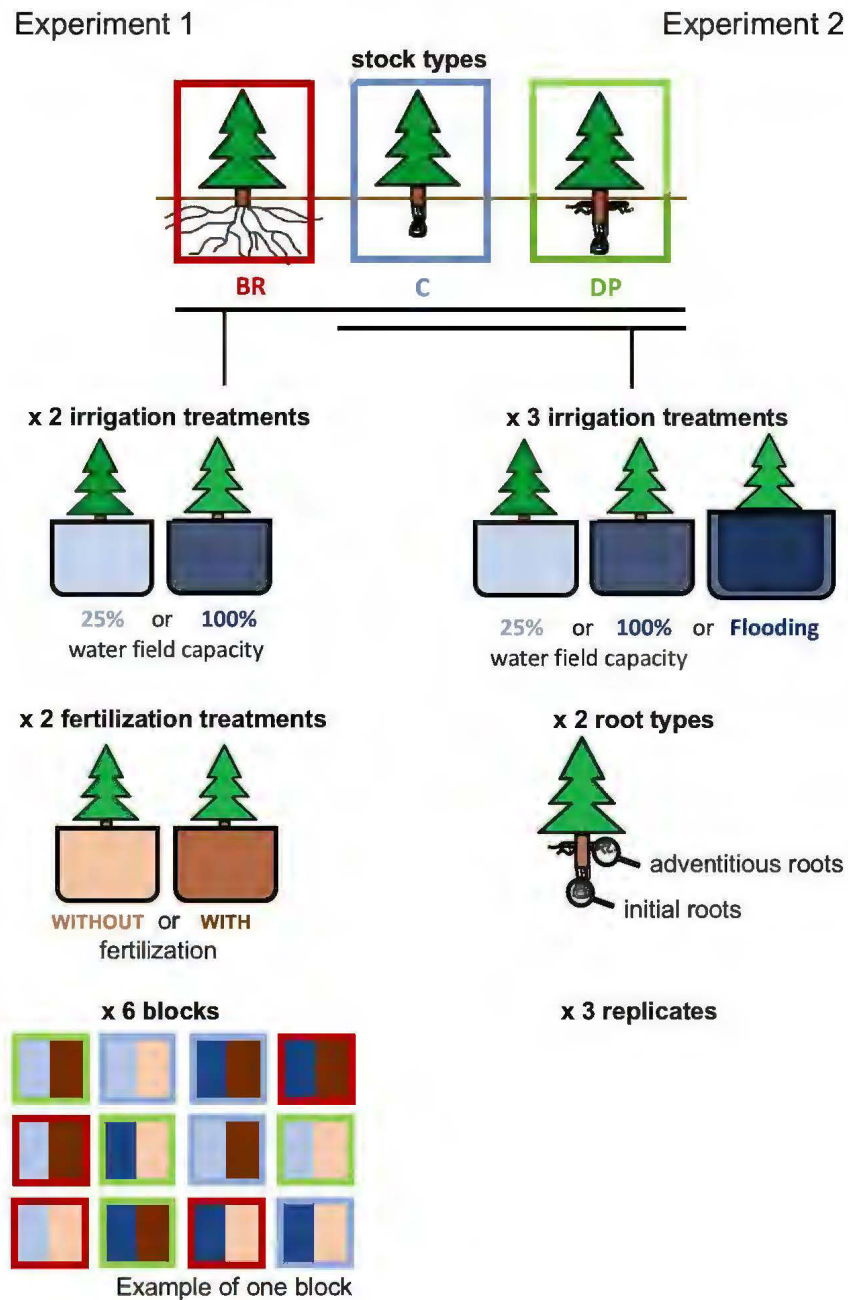 Experiment 1
Experiment 2
stock types
BR
C
DP
x 2 irrigation treatments
25% or 100%
water field capacity
x 3 irrigation treatments
25% or 100% or Flooding
water field capacity
x 2 fertilization treatments
WITHOUT or WITH
fertilization
x 2 root types
adventitious roots
initial roots
x 6 blocks
Example of one block
x 3 replicates